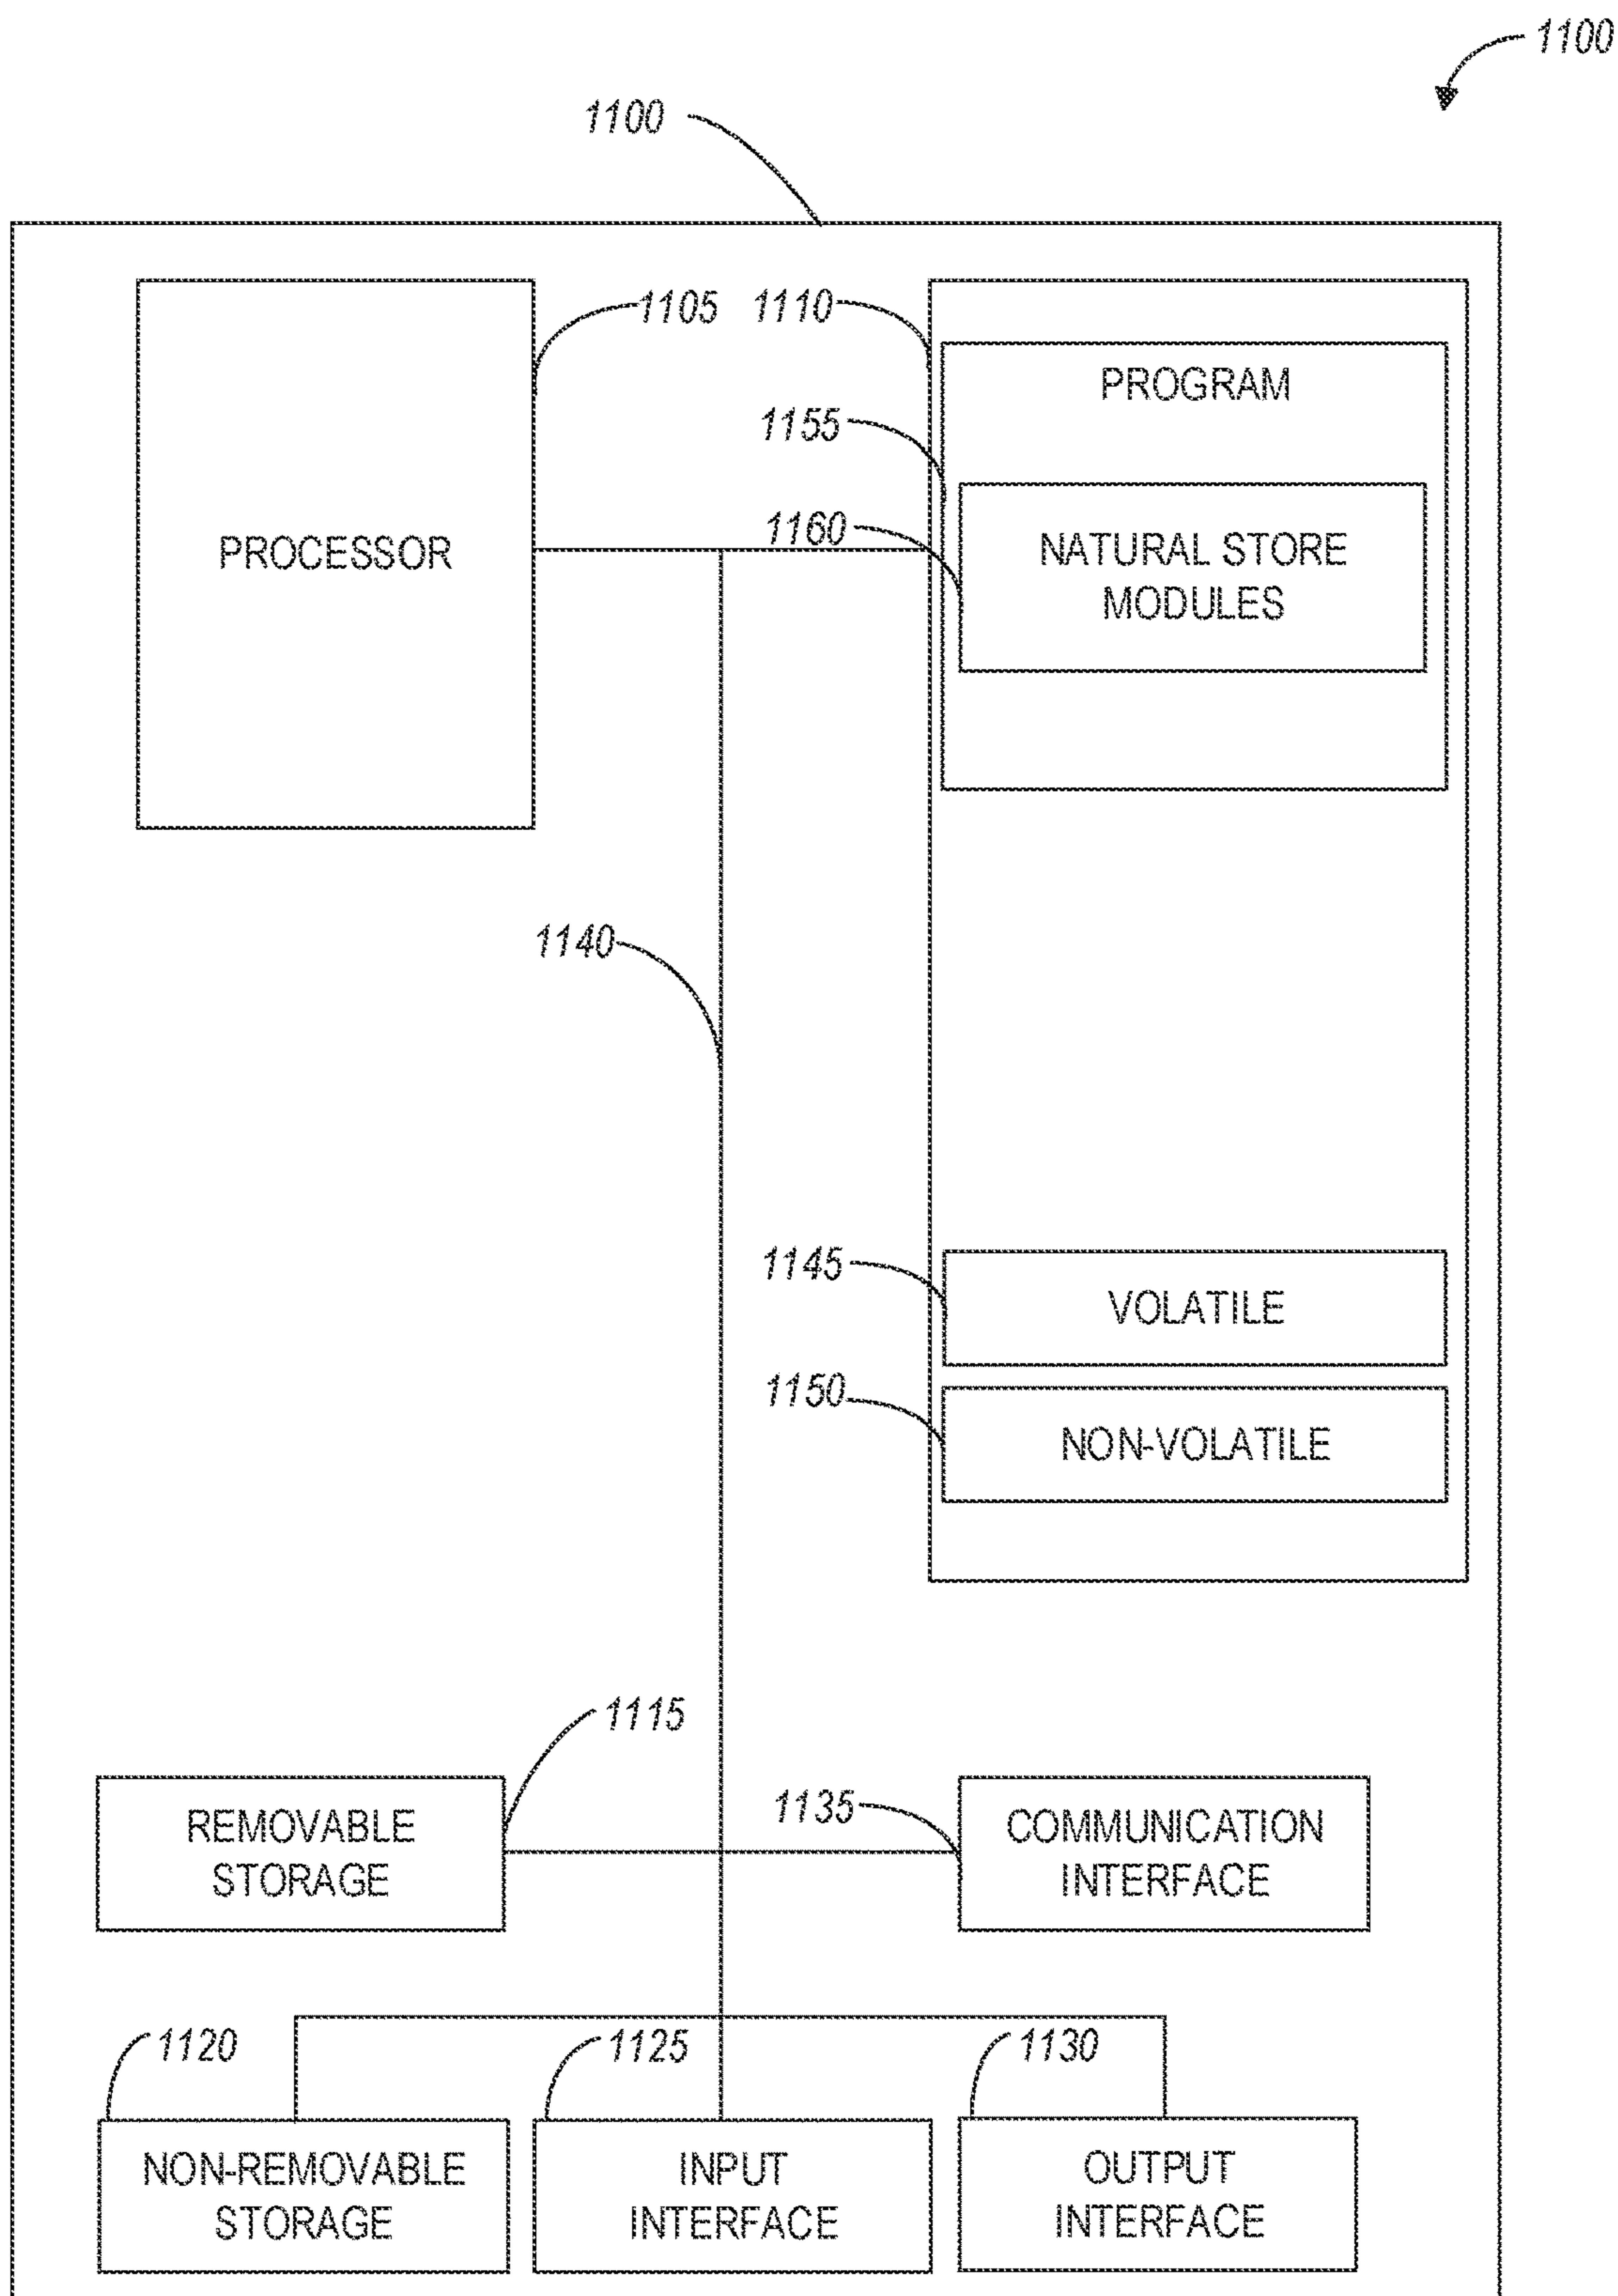 1100
1100
1105
1110
PROGRAM
1155
1160
PROCESSOR
NATURAL STORE
MODULES
1140
1145
VOLATILE
1150
NON-VOLATILE
1115
REMOVABLE
STORAGE
1135
COMMUNICATION
INTERFACE
1120
1125
1130
NON-REMOVABLE
STORAGE
INPUT
INTERFACE
OUTPUT
INTERFACE